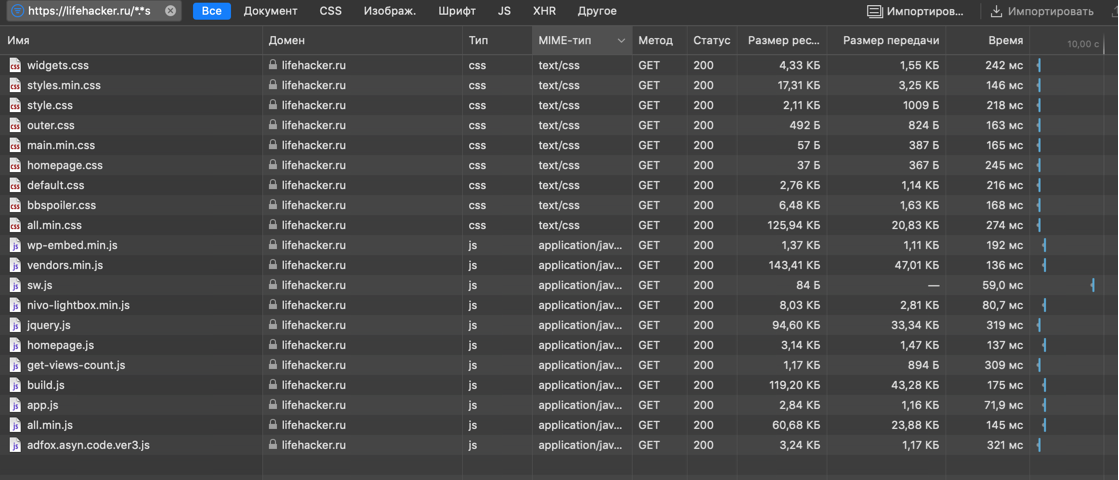 https://lifehacker.ru/*.*s Все Документ CSS Изображ. Шрифт JS XHR Другое Импортиров... Импортировать
Имя Домен Тип MIME-тип Метод Статус Размер рес... Размер передачи Время 10,00 с
widgets.css lifehacker.ru css text/css GET 200 4,33 КБ 1,55 КБ 242 мс
styles.min.css lifehacker.ru css text/css GET 200 17,31 КБ 3,25 КБ 146 мс
style.css lifehacker.ru css text/css GET 200 2,11 КБ 1009 Б 218 мс
outer.css lifehacker.ru css text/css GET 200 492 Б 824 Б 163 мс
main.min.css lifehacker.ru css text/css GET 200 57 Б 387 Б 165 мс
homepage.css lifehacker.ru css text/css GET 200 37 Б 367 Б 245 мс
default.css lifehacker.ru css text/css GET 200 2,76 КБ 1,14 КБ 216 мс
bbspoiler.css lifehacker.ru css text/css GET 200 6,48 КБ 1,63 КБ 168 мс
all.min.css lifehacker.ru css text/css GET 200 125,94 КБ 20,83 КБ 274 мс
wp-embed.min.js lifehacker.ru js application/jav... GET 200 1,37 КБ 1,11 КБ 192 мс
vendors.min.js lifehacker.ru js application/jav... GET 200 143,41 КБ 47,01 КБ 136 мс
sw.js lifehacker.ru js application/jav... GET 200 84 Б — 59,0 мс
nivo-lightbox.min.js lifehacker.ru js application/jav... GET 200 8,03 КБ 2,81 КБ 80,7 мс
jquery.js lifehacker.ru js application/jav... GET 200 94,60 КБ 33,34 КБ 319 мс
homepage.js lifehacker.ru js application/jav... GET 200 3,14 КБ 1,47 КБ 137 мс
get-views-count.js lifehacker.ru js application/jav... GET 200 1,17 КБ 894 Б 309 мс
build.js lifehacker.ru js application/jav... GET 200 119,20 КБ 43,28 КБ 175 мс
app.js lifehacker.ru js application/jav... GET 200 2,84 КБ 1,16 КБ 71,9 мс
all.min.js lifehacker.ru js application/jav... GET 200 60,68 КБ 23,88 КБ 145 мс
adfox.asyn.code.ver3.js lifehacker.ru js application/jav... GET 200 3,24 КБ 1,17 КБ 321 мс